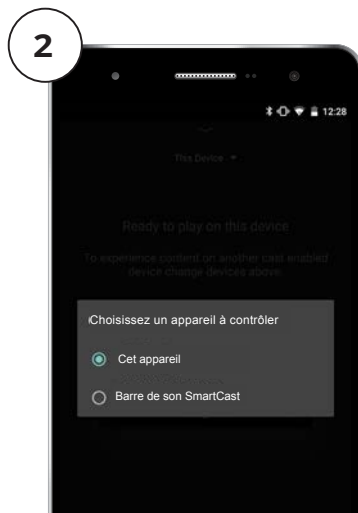 2
12:28
This Device
Ready to play on this device
To experience content on another cast enabled
device change devices above.
Choisissez un appareil à contrôler
Cet appareil
Barre de son SmartCast